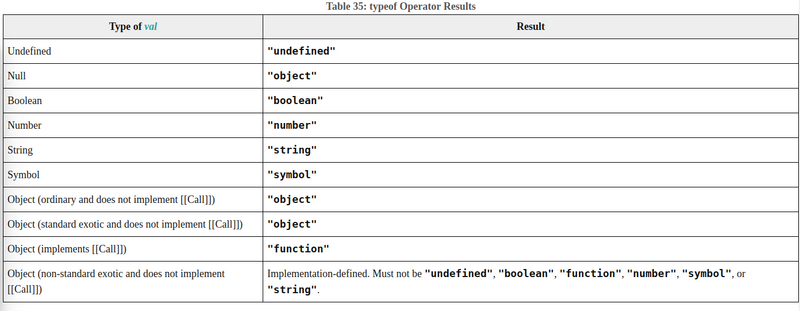 Table 35: typeof Operator Results
Type of val Result
Undefined "undefined"
Null "object"
Boolean "boolean"
Number "number"
String "string"
Symbol "symbol"
Object (ordinary and does not implement [[Call]]) "object"
Object (standard exotic and does not implement [[Call]]) "object"
Object (implements [[Call]]) "function"
Object (non-standard exotic and does not implement
[[Call]])
Implementation-defined. Must not be "undefined", "boolean", "function", "number", "symbol", or
"string".